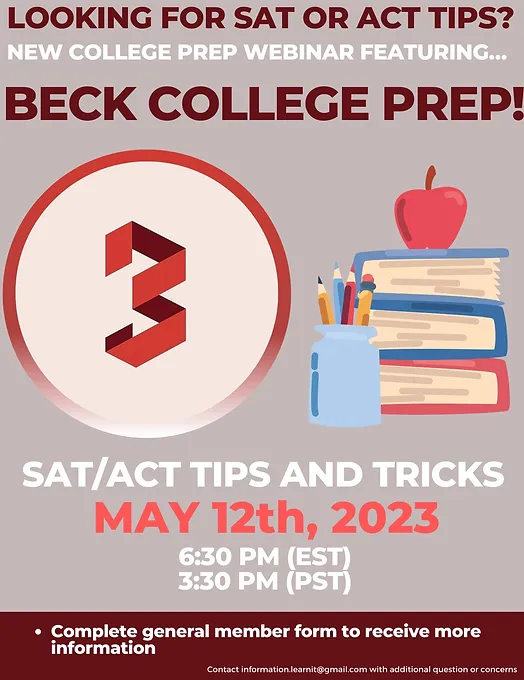 LOOKING FOR SAT OR ACT TIPS?
NEW COLLEGE PREP WEBINAR FEATURING...
BECK COLLEGE PREP!
SAT/ACT TIPS AND TRICKS
MAY 12th, 2023
6:30 PM (EST)
3:30 PM (PST)
• Complete general member form to receive more
information
Contact information.learnit@gmail.com with additional question or concerns